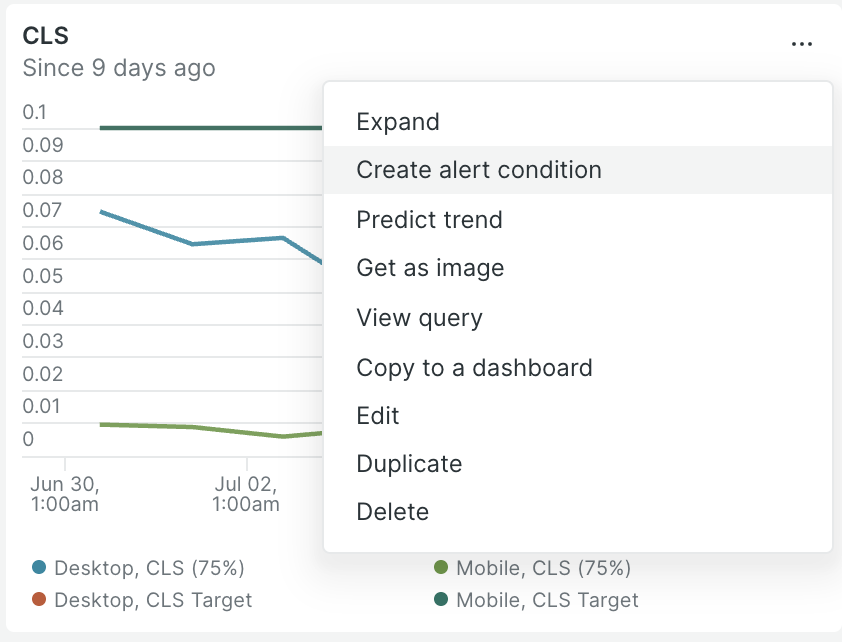 CLS
...
Since 9 days ago
0.1
0.09
0.08
0.07
0.06
0.05
0.04
0.03
0.02
0.01
0
Jun 30,
1:00am
Jul 02,
1:00am
Expand
Create alert condition
Predict trend
Get as image
View query
Copy to a dashboard
Edit
Duplicate
Delete
Desktop, CLS (75%)
Mobile, CLS (75%)
Desktop, CLS Target
Mobile, CLS Target